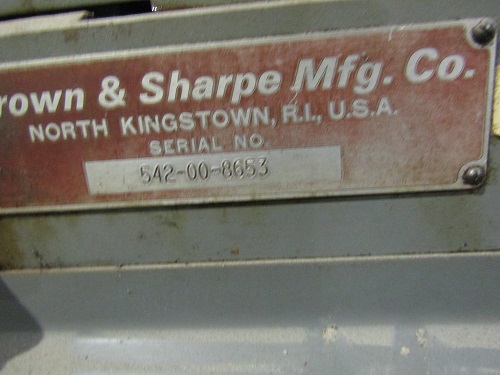 rown & Sharpe Mfg. Co.
NORTH KINGSTOWN, R.I., U.S.A.
SERIAL NO.
542-00-8653